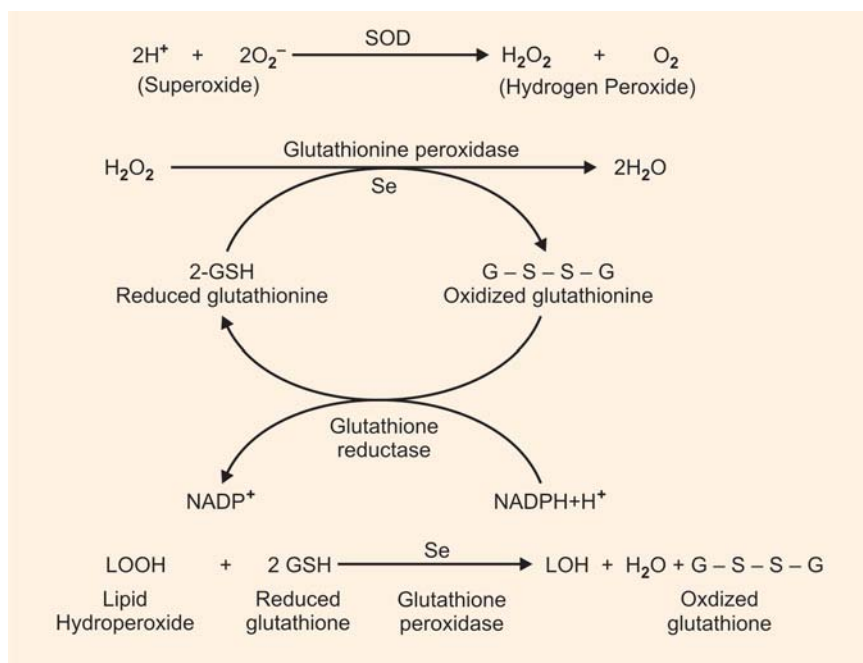 SOD
2H⁺ + 2O₂⁻ H₂O₂ + O₂
(Superoxide) (Hydrogen Peroxide)
Glutathionine peroxidase
H₂O₂ 2H₂O
Se
2-GSH G – S – S – G
Reduced glutathionine Oxidized glutathionine
Glutathione
reductase
NADP⁺ NADPH+H⁺
Se
LOOH + 2 GSH LOH + H₂O + G – S – S – G
Lipid Reduced Glutathione Oxdized
Hydroperoxide glutathione peroxidase glutathione